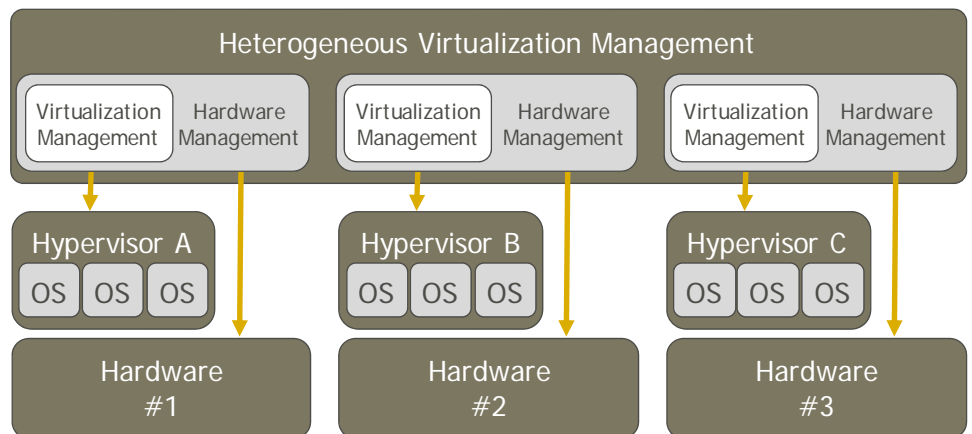 Heterogeneous Virtualization Management
Virtualization
Management
Hardware
Management
Virtualization
Management
Hardware
Management
Virtualization
Management
Hardware
Management
Hypervisor A
OS OS OS
Hypervisor B
OS OS OS
Hypervisor C
OS OS OS
Hardware
#1
Hardware
#2
Hardware
#3